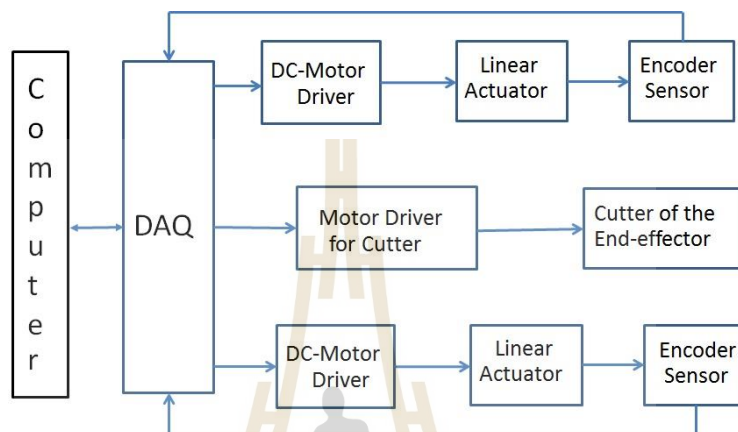 Computer
DAQ
DC-Motor
Driver
Linear
Actuator
Encoder
Sensor
Motor Driver
for Cutter
Cutter of the
End-effector
DC-Motor
Driver
Linear
Actuator
Encoder
Sensor